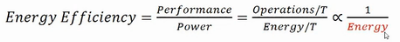 Energy Efficiency = Performance/Power = Operations/T / Energy/T ∝ 1/Energy